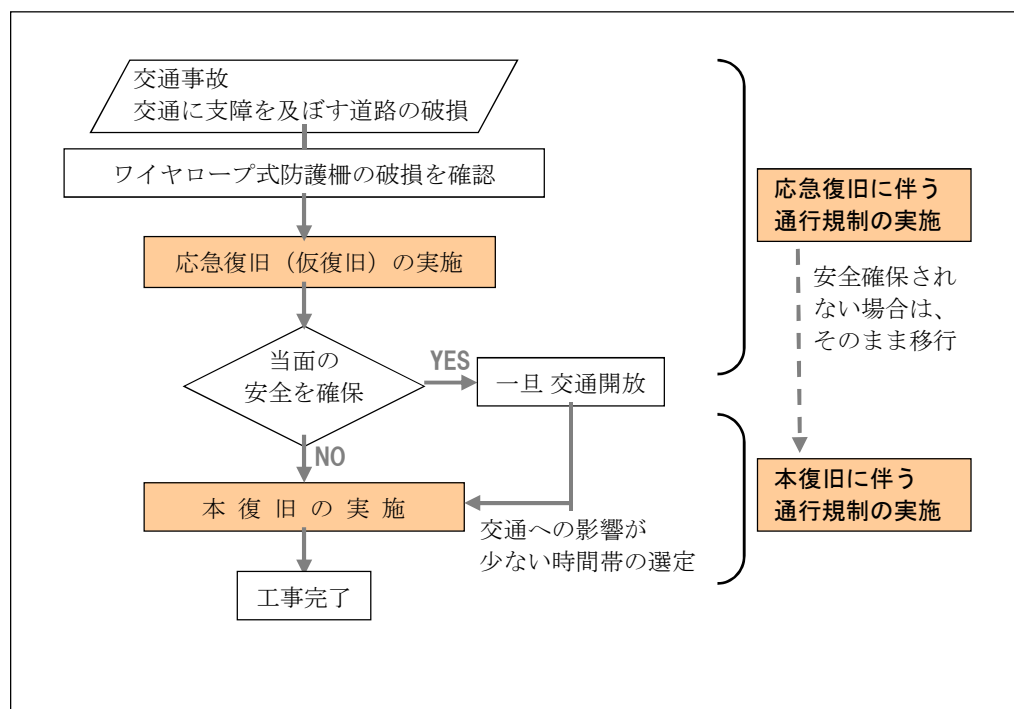 交通事故
交通に支障を及ぼす道路の破損
ワイヤロープ式防護柵の破損を確認
応急復旧（仮復旧）の実施
当面の
安全を確保
YES
一旦 交通開放
NO
本 復 旧 の 実 施
交通への影響が
少ない時間帯の選定
工事完了
応急復旧に伴う
通行規制の実施
安全確保され
ない場合は、
そのまま移行
本復旧に伴う
通行規制の実施